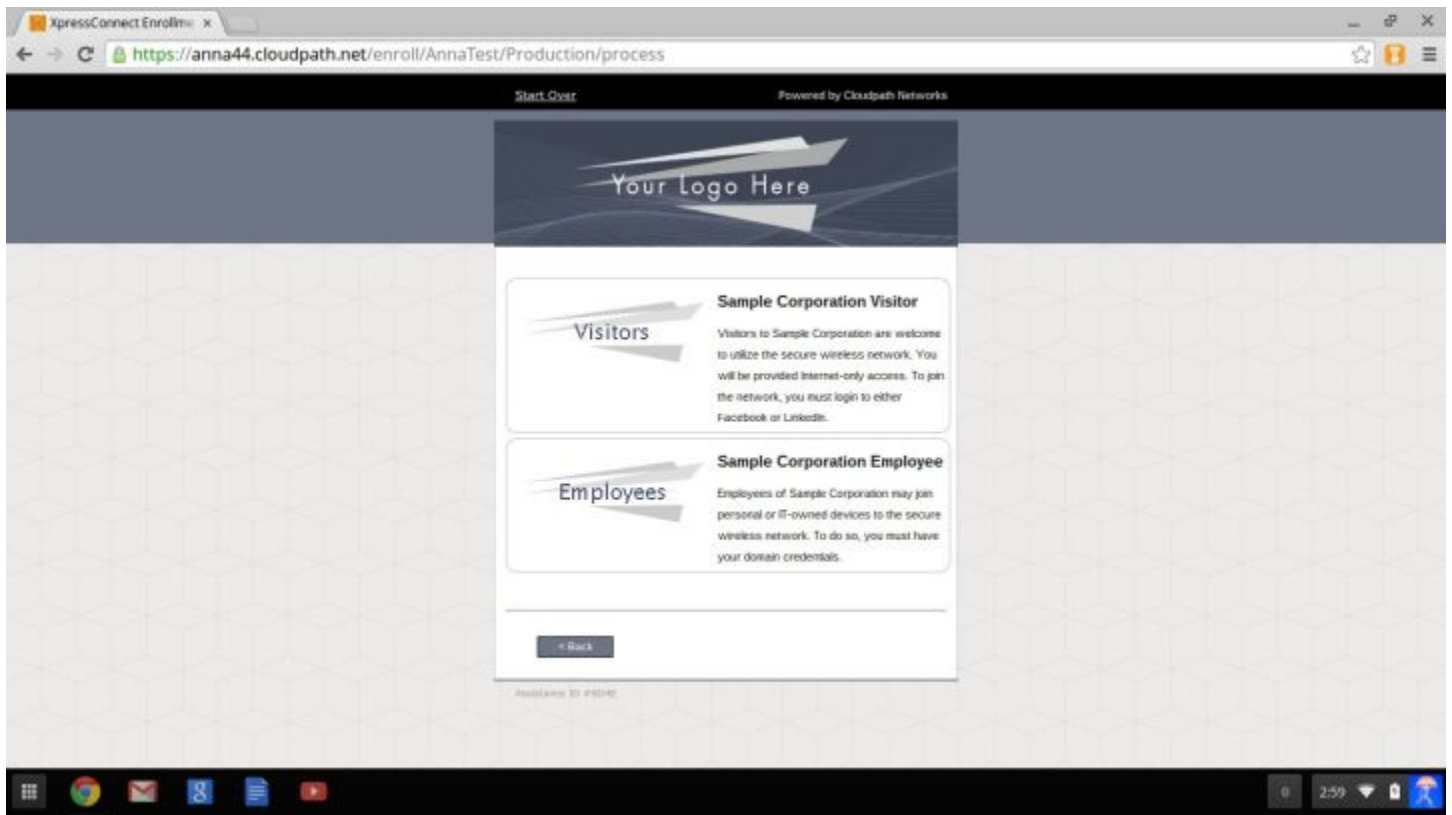 XpressConnect Enrollme
https://anna44.cloudpath.net/enroll/AnnaTest/Production/process
Start Over
Powered by Cloudpath Networks
Your Logo Here
Visitors
Sample Corporation Visitor
Visitors to Sample Corporation are welcome
to utilize the secure wireless network. You
will be provided Internet-only access. To join
the network, you must login to either
Facebook or LinkedIn.
Employees
Sample Corporation Employee
Employees of Sample Corporation may join
personal or IT-owned devices to the secure
wireless network. To do so, you must have
your domain credentials.
< Back
Assistance ID
8
0
2:59